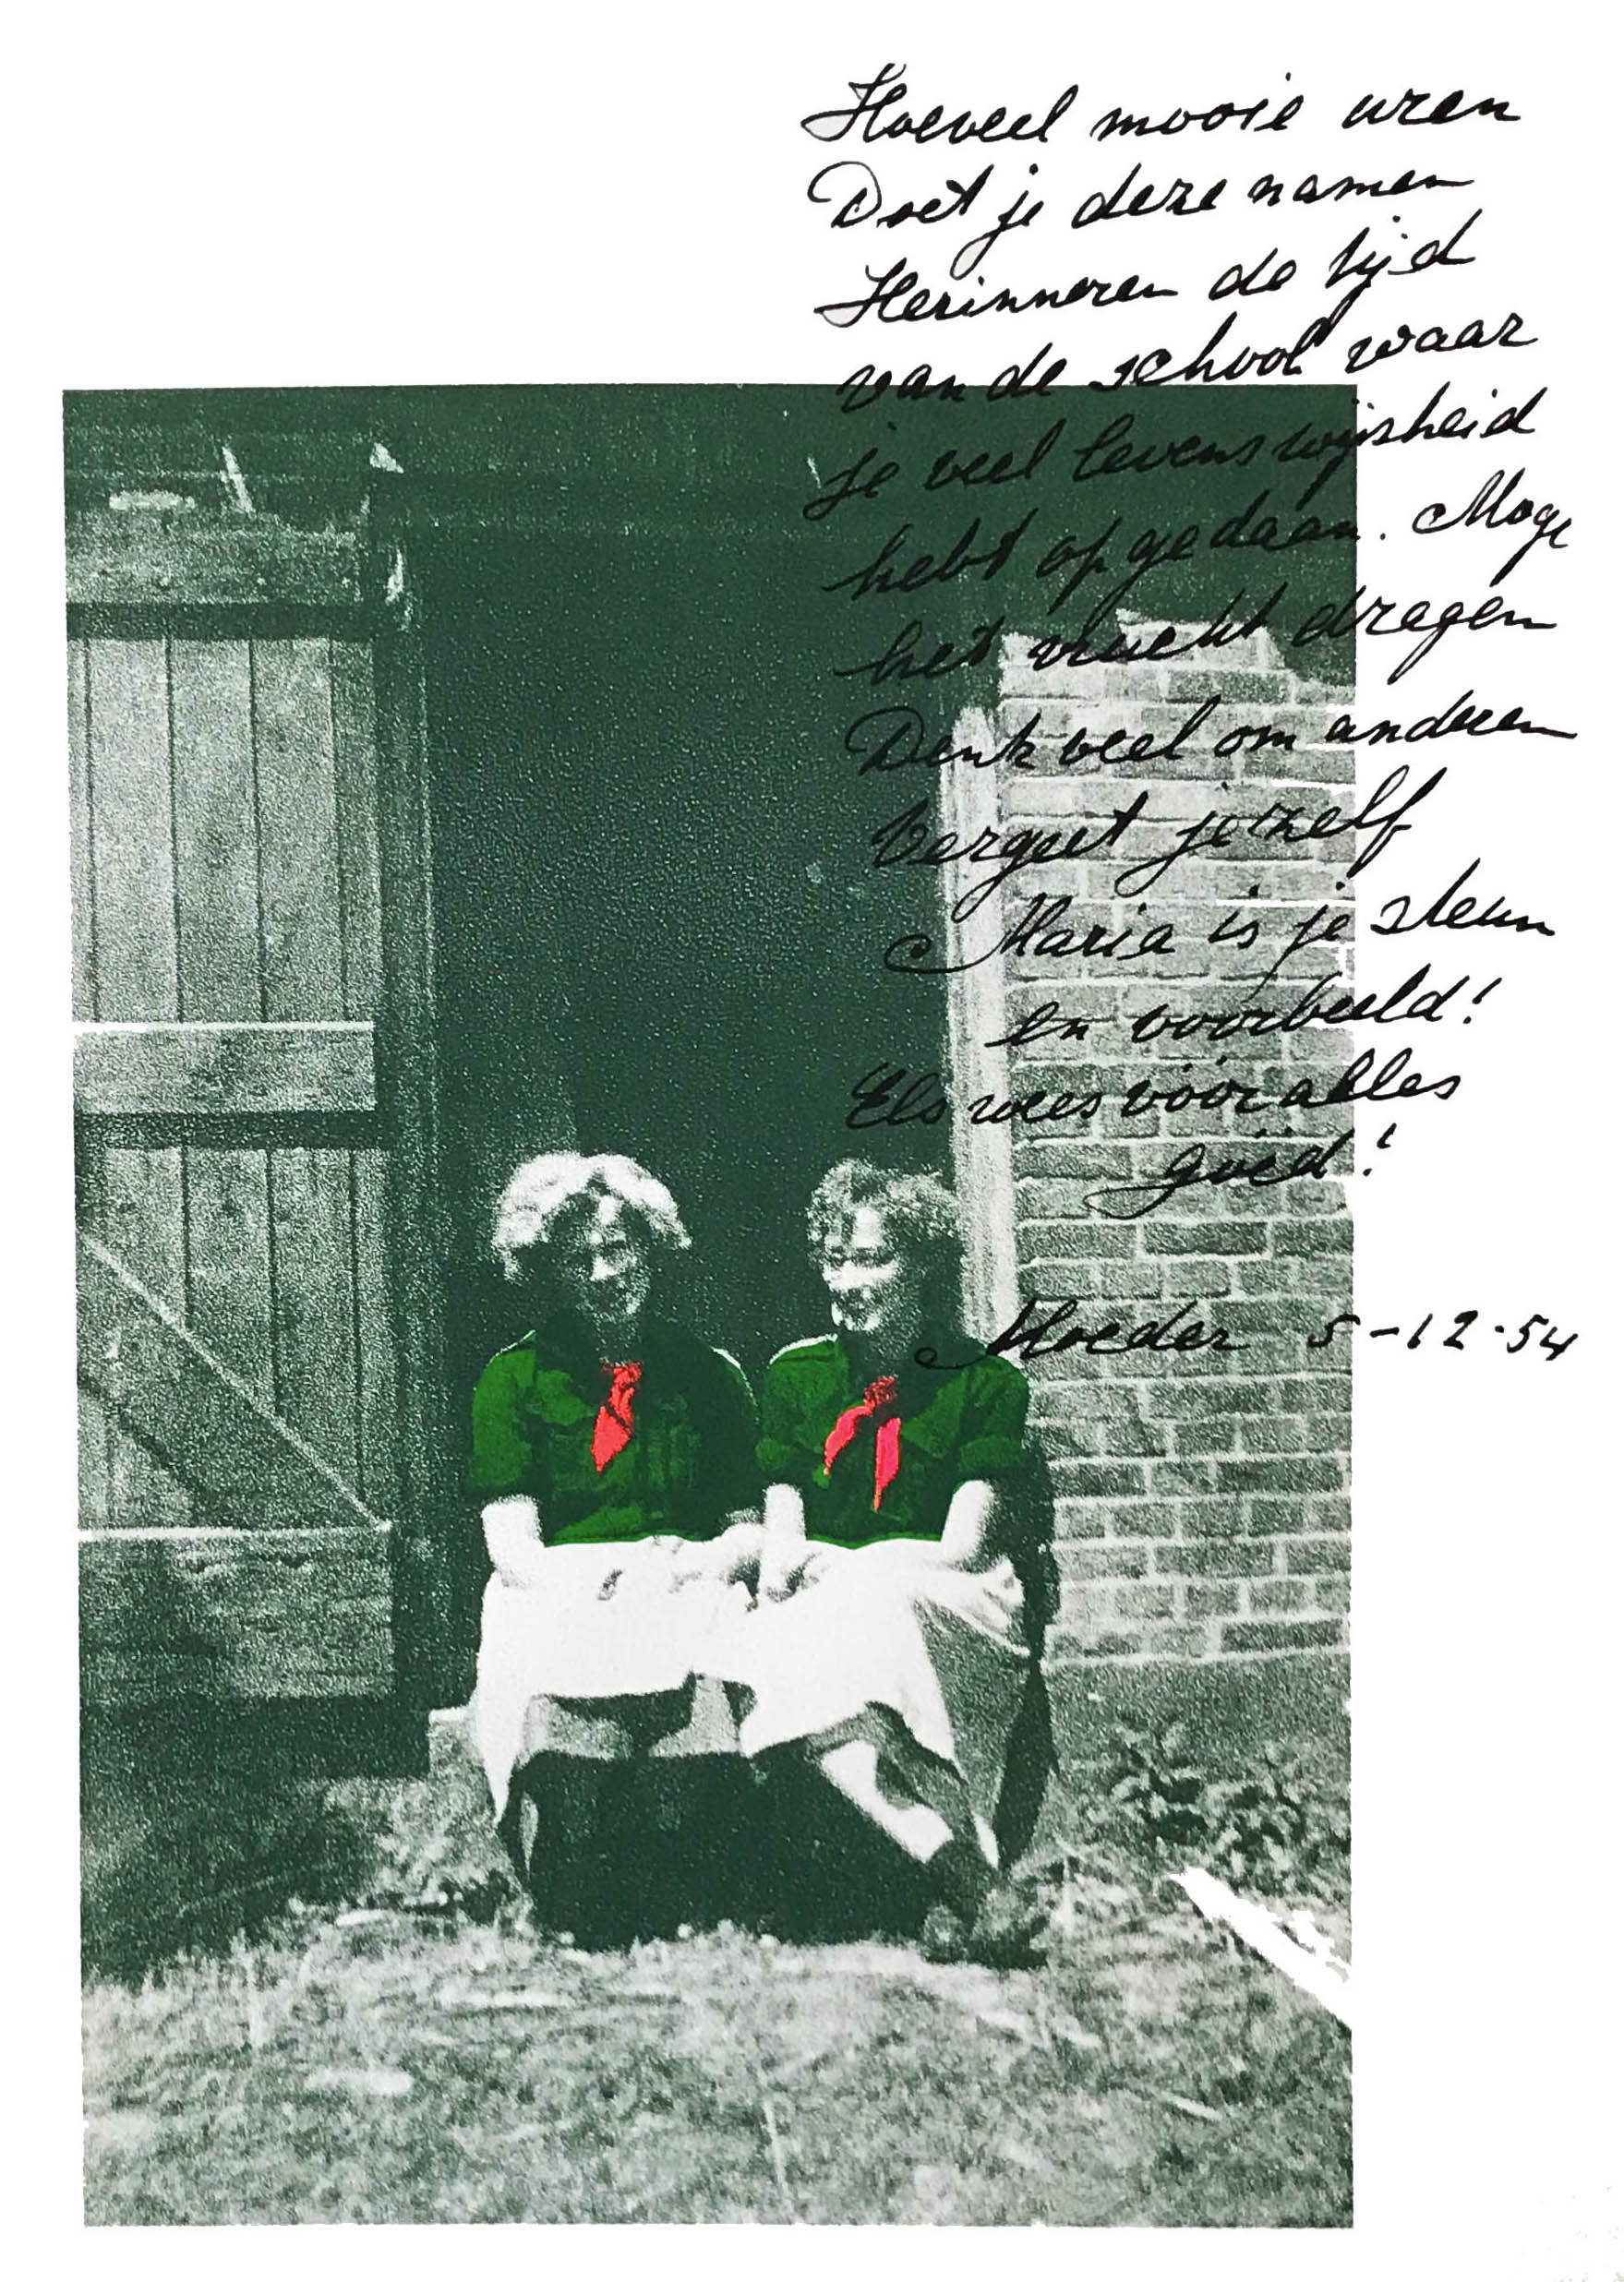 Hoeveel mooie uren
Doet je deze namen
Herinneren de tijd
van de school waar
je veel levenswijsheid
hebt opgedaan. Moge
het vrucht dragen
Denk veel om anderen
Vergeet jezelf
Maria is je steun
en voorbeeld!
Els wees vóór alles
goed!
Moeder 5-12-54